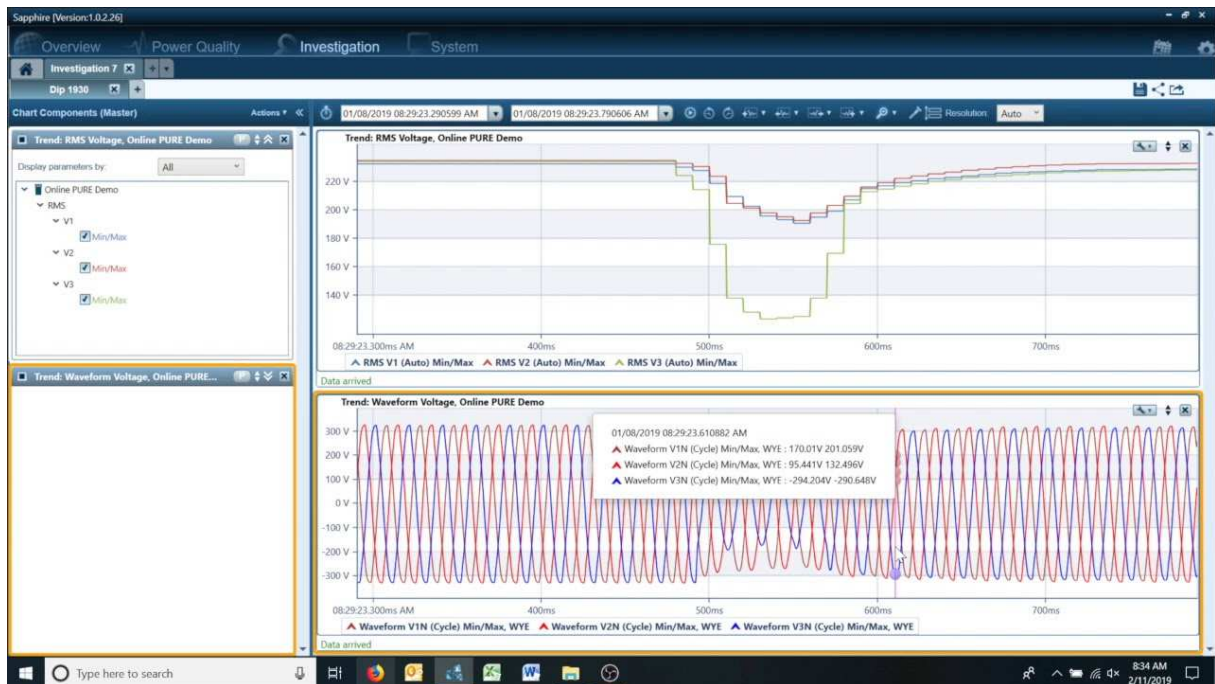 Sapphire [Version:1.0.2.26]
Overview Power Quality Investigation System
Investigation 7
Dip 1930
Chart Components (Master) Actions
01/08/2019 08:29:23.290599 AM 01/08/2019 08:29:23.790606 AM Resolution: Auto
Trend: RMS Voltage, Online PURE Demo
Display parameters by: All
Online PURE Demo
RMS
V1
Min/Max
V2
Min/Max
V3
Min/Max
Trend: Waveform Voltage, Online PURE...
Trend: RMS Voltage, Online PURE Demo
220 V
200 V
180 V
160 V
140 V
08:29:23.300ms AM 400ms 500ms 600ms 700ms
RMS V1 (Auto) Min/Max RMS V2 (Auto) Min/Max RMS V3 (Auto) Min/Max
Data arrived
Trend: Waveform Voltage, Online PURE Demo
300 V
200 V
100 V
0 V
-100 V
-200 V
-300 V
01/08/2019 08:29:23.610882 AM
Waveform V1N (Cycle) Min/Max, WYE : 170.01V 201.059V
Waveform V2N (Cycle) Min/Max, WYE : 95.441V 132.496V
Waveform V3N (Cycle) Min/Max, WYE : -294.204V -290.648V
08:29:23.300ms AM 400ms 500ms 600ms 700ms
Waveform V1N (Cycle) Min/Max, WYE Waveform V2N (Cycle) Min/Max, WYE Waveform V3N (Cycle) Min/Max, WYE
Data arrived
Type here to search
8:34 AM
2/11/2019